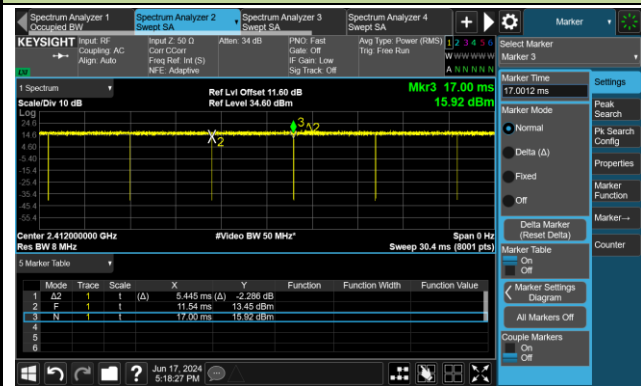 Spectrum Analyzer 1
Occupied BW
Spectrum Analyzer 2
Swept SA
Spectrum Analyzer 3
Swept SA
Spectrum Analyzer 4
Swept SA
Marker
KEYSIGHT
Input: RF
Coupling: AC
Align: Auto
Input Z: 50 Ω
Corr CCorr
Freq Ref: Int (S)
NFE: Adaptive
Atten: 34 dB
PNO: Fast
Gate: Off
IF Gain: Low
Sig Track: Off
Avg Type: Power (RMS)
Trig: Free Run
1 2 3 4 5 6
W W W W W W
A N N N N N
Select Marker
Marker 3
LXI
1 Spectrum
Scale/Div 10 dB
Log
Ref Lvl Offset 11.60 dB
Ref Level 34.60 dBm
Mkr3 17.00 ms
15.92 dBm
24.6
14.6
4.60
-5.40
-15.4
-25.4
-35.4
-45.4
-55.4
X2
3
Δ2
Center 2.412000000 GHz
Res BW 8 MHz
#Video BW 50 MHz*
Span 0 Hz
Sweep 30.4 ms (8001 pts)
5 Marker Table
Mode Trace Scale X Y Function Function Width Function Value
1 Δ2 1 t (Δ) 5.445 ms (Δ) -2.286 dB
2 F 1 t 11.54 ms 13.45 dBm
3 N 1 t 17.00 ms 15.92 dBm
4
5
6
Marker Time
17.0012 ms
Marker Mode
Normal
Delta (Δ)
Fixed
Off
Delta Marker
(Reset Delta)
Marker Table
On
Off
Marker Settings
Diagram
All Markers Off
Couple Markers
On
Off
Settings
Peak
Search
Pk Search
Config
Properties
Marker
Function
Marker→
Counter
?
Jun 17, 2024
5:18:27 PM